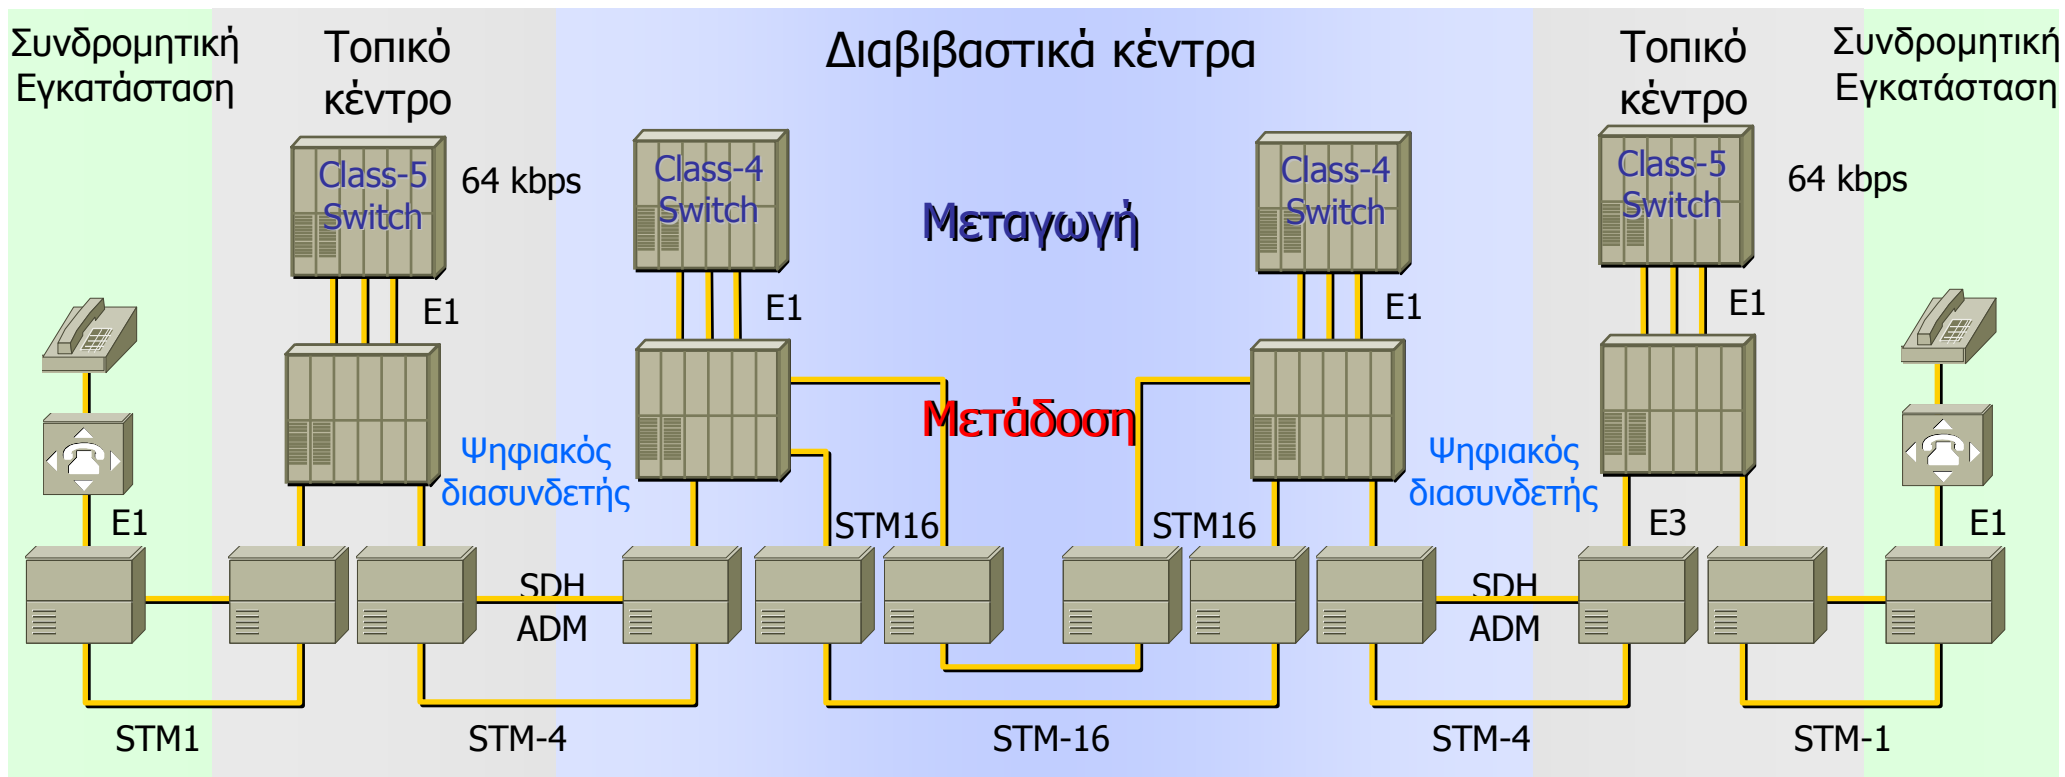 Συνδρομητική
Εγκατάσταση
Τοπικό
κέντρο
Διαβιβαστικά κέντρα
Τοπικό
κέντρο
Συνδρομητική
Εγκατάσταση
Class-5
Switch
64 kbps
Class-4
Switch
Μεταγωγή
Class-4
Switch
Class-5
Switch
64 kbps
E1
E1
E1
E1
Μετάδοση
Ψηφιακός
διασυνδετής
Ψηφιακός
διασυνδετής
E1
STM16
STM16
E3
E1
SDH
ADM
SDH
ADM
STM1
STM-4
STM-16
STM-4
STM-1